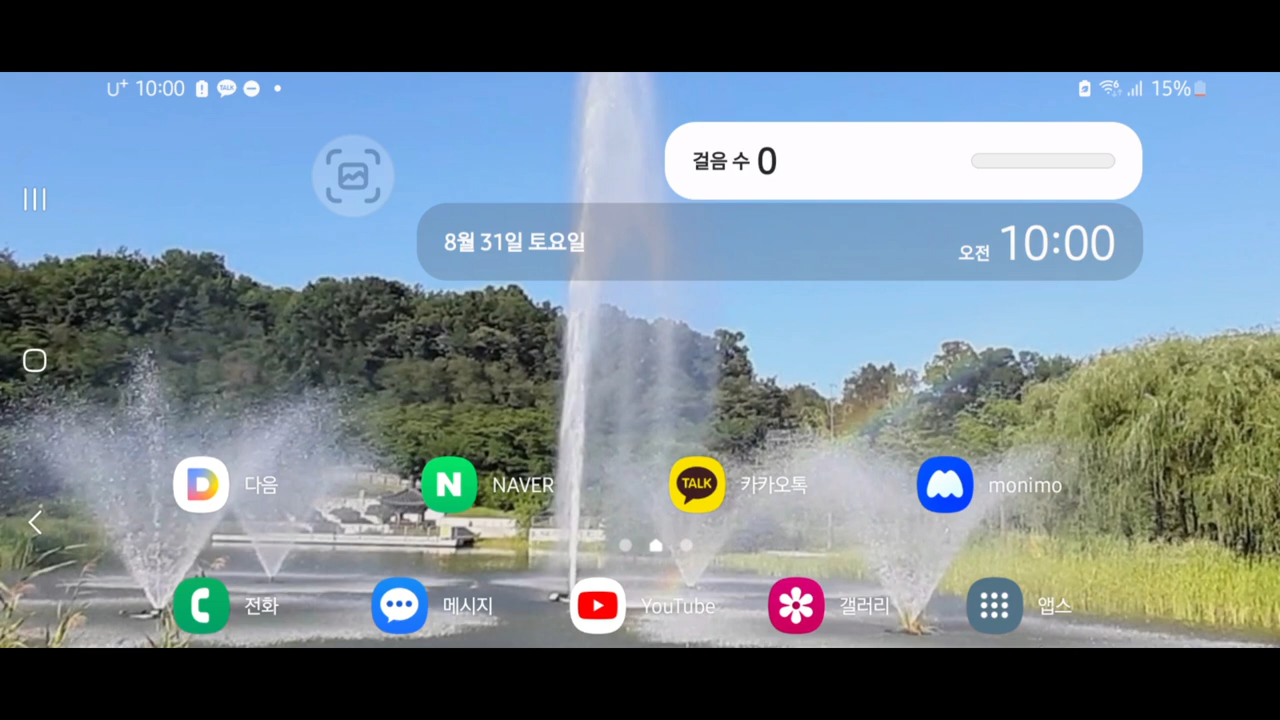 U+ 10:00 TALK 15%
걸음 수 0
8월 31일 토요일 오전 10:00
다음 N NAVER TALK 카카오톡 monimo
전화 메시지 YouTube 갤러리 앱스